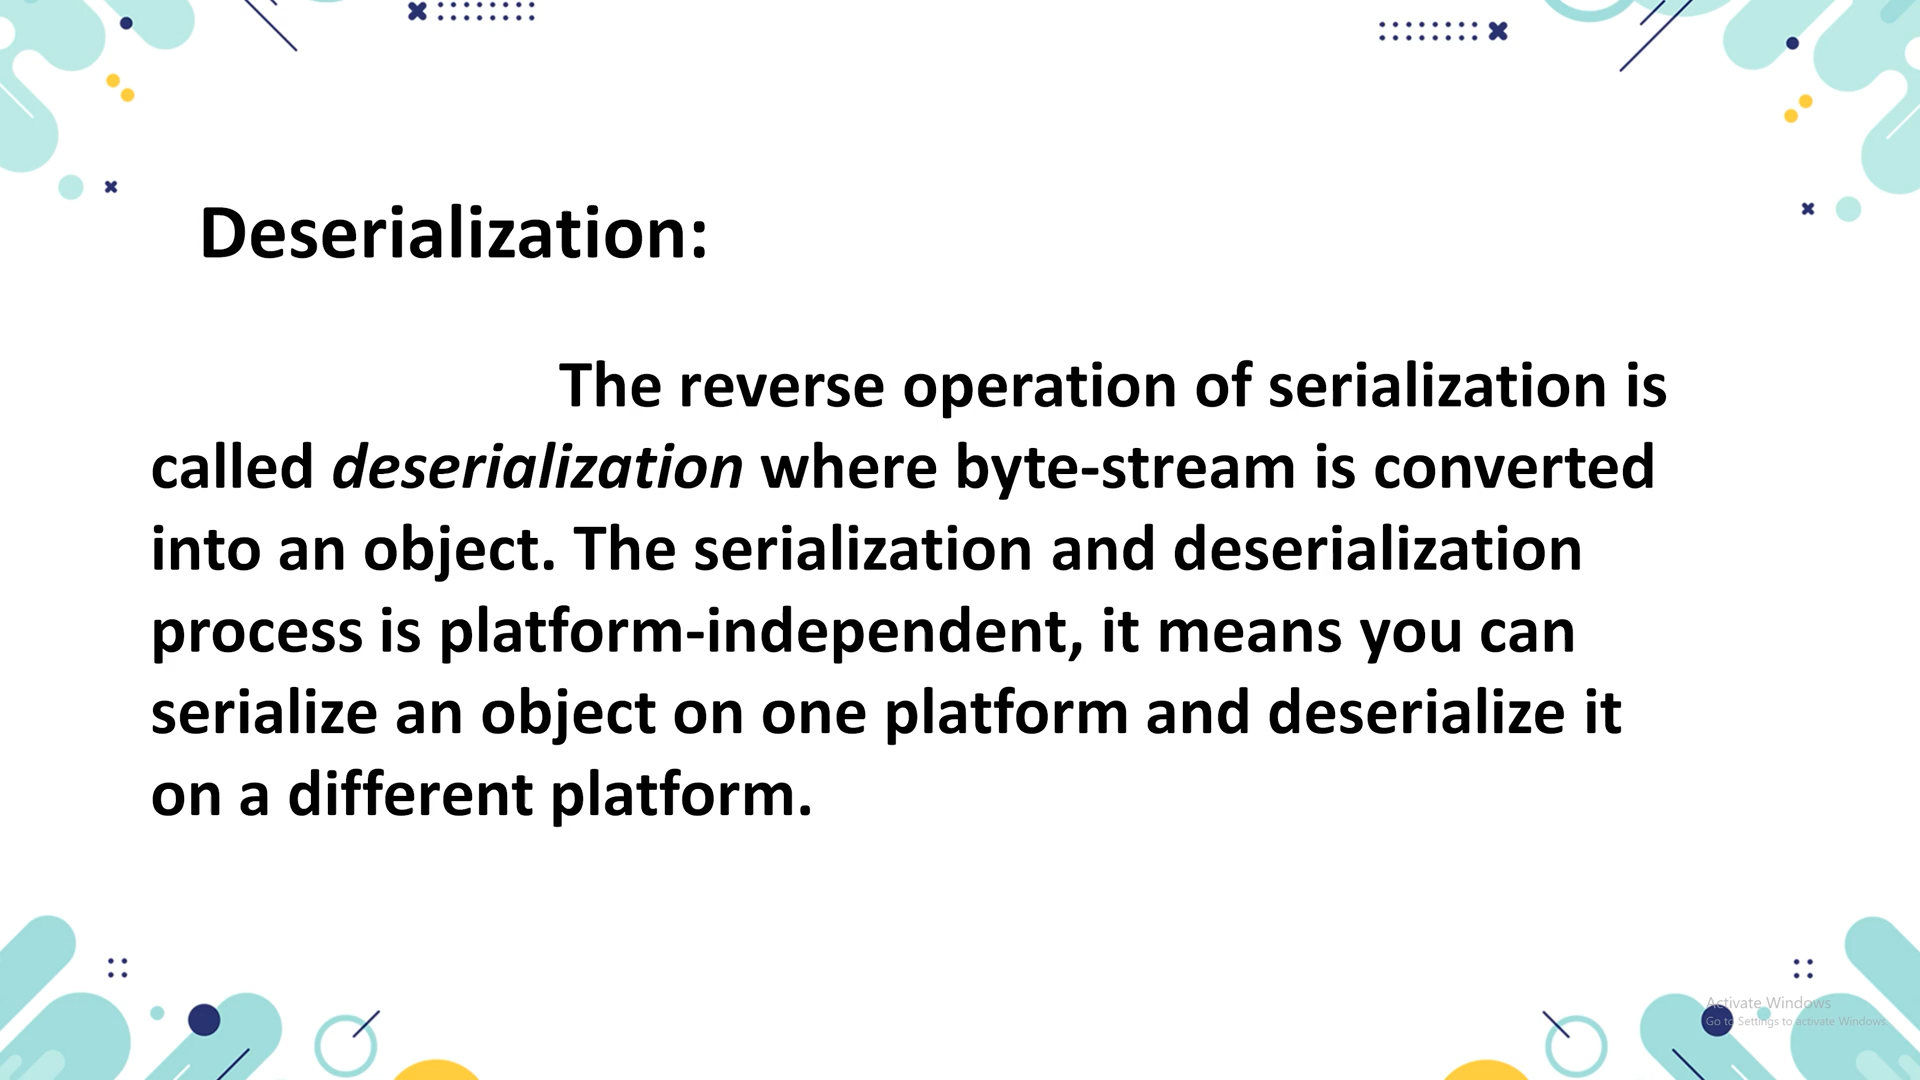 Deserialization:
The reverse operation of serialization is
called deserialization where byte-stream is converted
into an object. The serialization and deserialization
process is platform-independent, it means you can
serialize an object on one platform and deserialize it
on a different platform.
Activate Windows
Go to Settings to activate Windows.